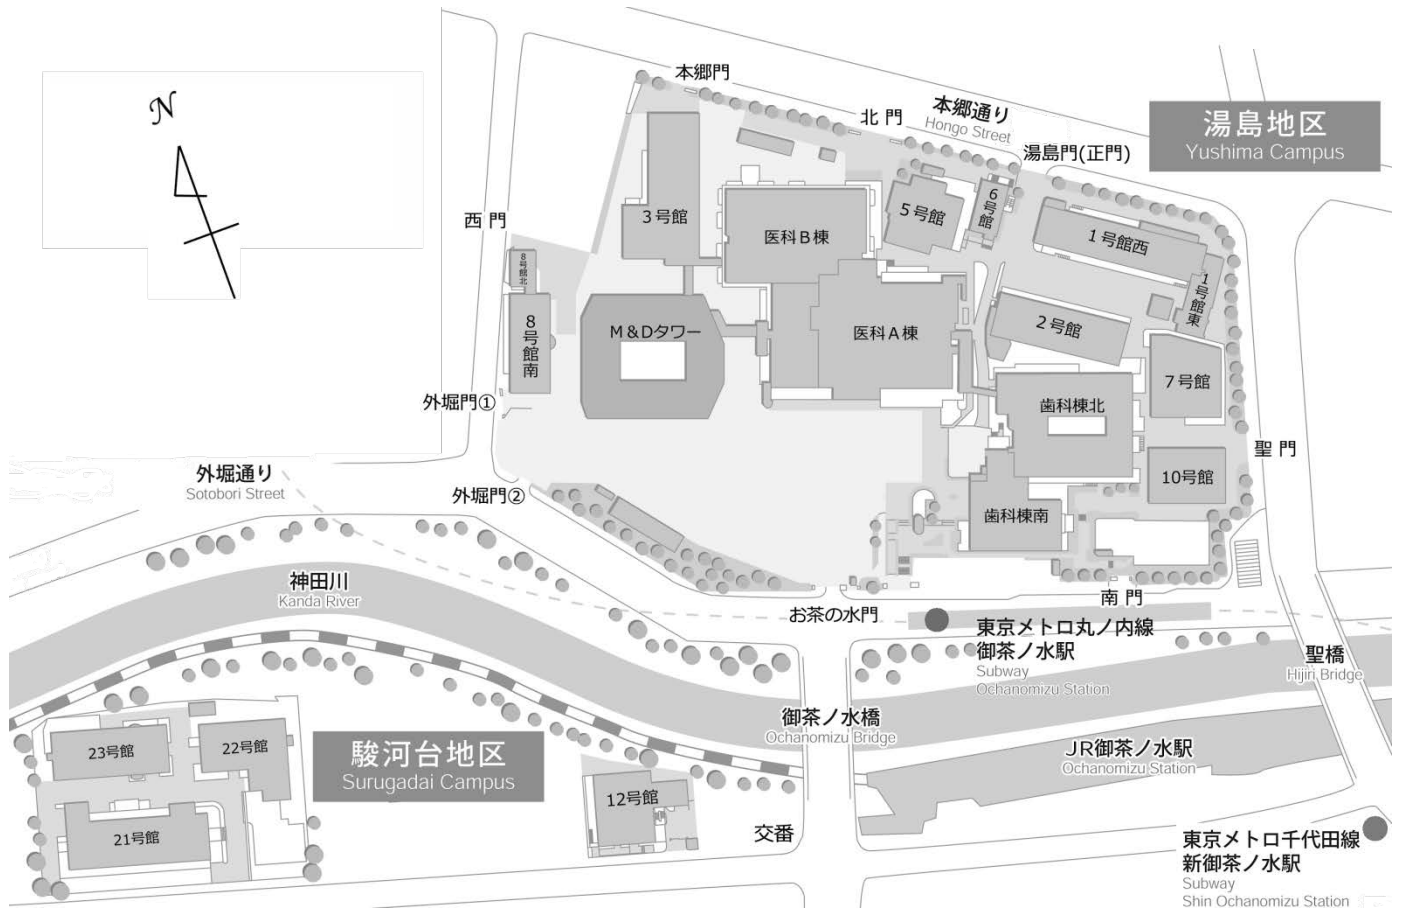 N
本郷門
本郷通り
Hongo Street
北門
湯島門(正門)
湯島地区
Yushima Campus
西門
3号館
医科B棟
5号館
6号館
1号館西
1号館東
8号館北
8号館南
M&Dタワー
医科A棟
2号館
7号館
歯科棟北
外堀門①
外堀通り
Sotobori Street
外堀門②
聖門
10号館
歯科棟南
神田川
Kanda River
お茶の水門
南門
東京メトロ丸ノ内線
御茶ノ水駅
Subway
Ochanomizu Station
聖橋
Hijiri Bridge
御茶ノ水橋
Ochanomizu Bridge
JR御茶ノ水駅
Ochanomizu Station
23号館
22号館
駿河台地区
Surugadai Campus
12号館
21号館
交番
東京メトロ千代田線
新御茶ノ水駅
Subway
Shin Ochanomizu Station